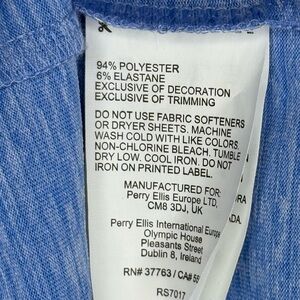 94% POLYESTER
6% ELASTANE
EXCLUSIVE OF DECORATION
EXCLUSIVE OF TRIMMING
DO NOT USE FABRIC SOFTENERS
OR DRYER SHEETS. MACHINE
WASH COLD WITH LIKE COLORS.
NON-CHLORINE BLEACH. TUMBLE
DRY LOW. COOL IRON. DO NOT
IRON ON PRINTED LABEL.
MANUFACTURED FOR:
Perry Ellis Europe LTD,
CM8 3DJ, UK
Perry Ellis International Europe
Olympic House
Pleasants Street
Dublin 8, Ireland
RN# 37763 / CA# 56
RS7017